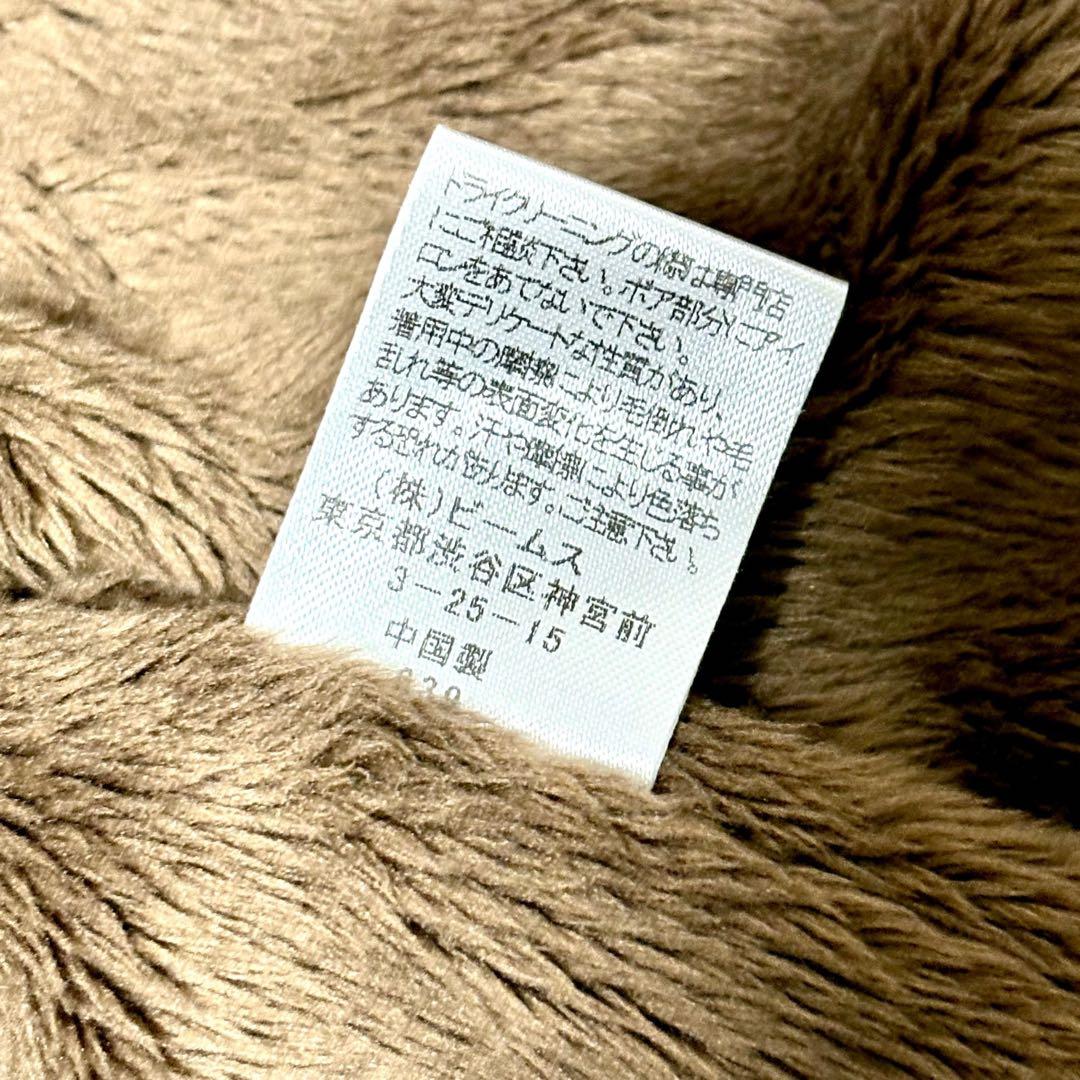 ドライクリーニングの際は専門店
にご相談下さい。ボア部分にアイ
ロンをあてないで下さい。
大変デリケートな性質があり、
着用中の摩擦により毛倒れや毛
乱れ等の表面変化を生じる事が
あります。汗や摩擦により色落ち
する恐れがあります。ご注意下さい。
(株)ビームス
東京都渋谷区神宮前
3-25-15
中国製